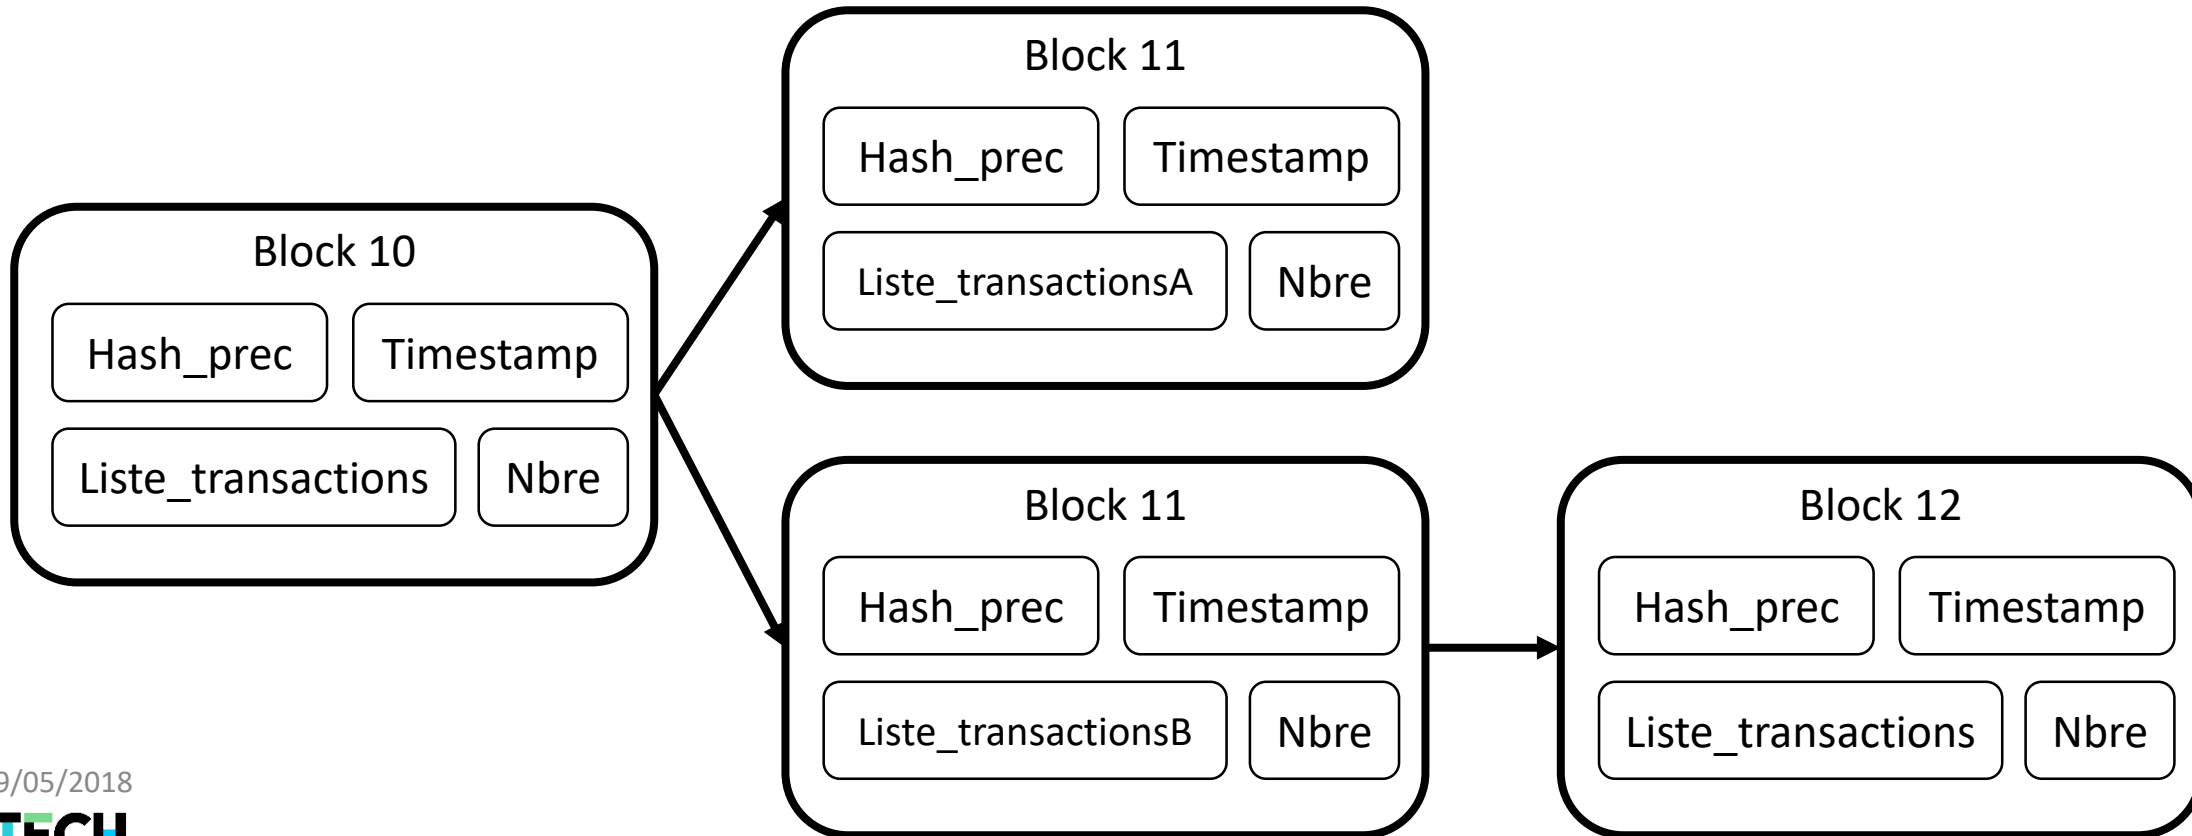 Block 11
Hash_prec Timestamp
Liste_transactionsA Nbre
Block 10
Hash_prec Timestamp
Liste_transactions Nbre
Block 11
Hash_prec Timestamp
Liste_transactionsB Nbre
Block 12
Hash_prec Timestamp
Liste_transactions Nbre
9/05/2018
TECH